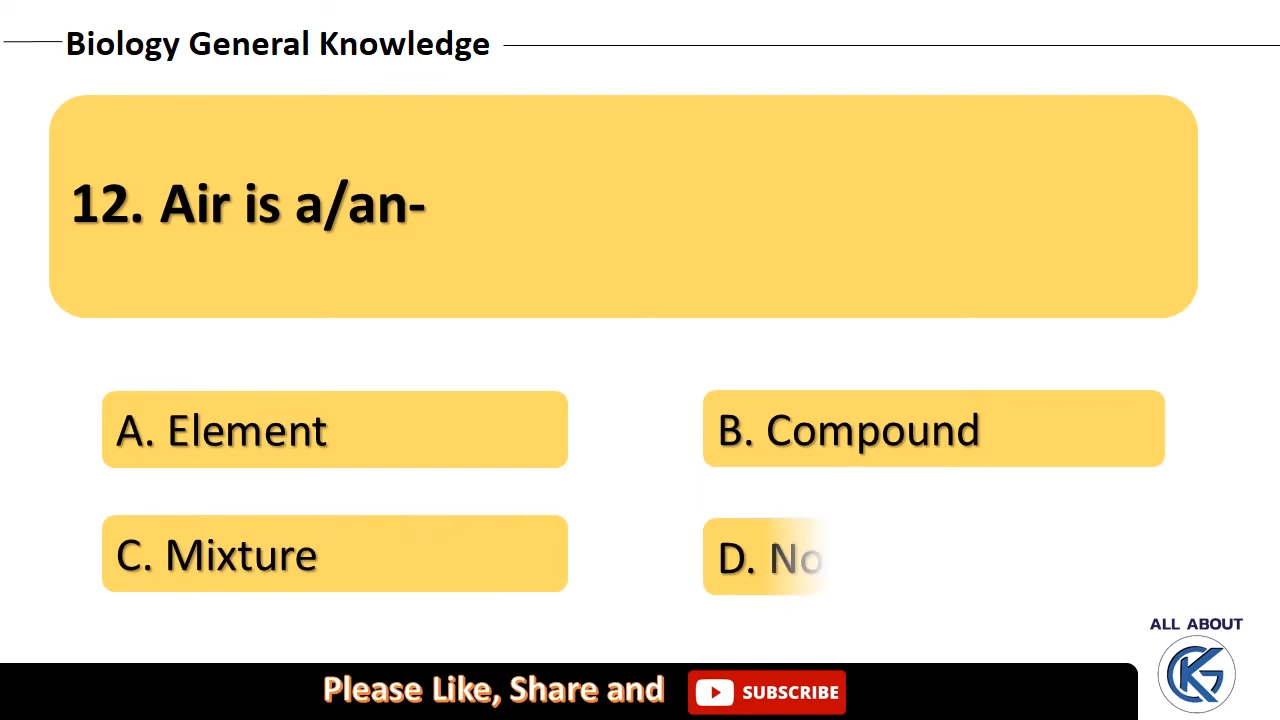 Biology General Knowledge
12. Air is a/an-
A. Element
B. Compound
C. Mixture
D. No
ALL ABOUT
Please Like, Share and
SUBSCRIBE